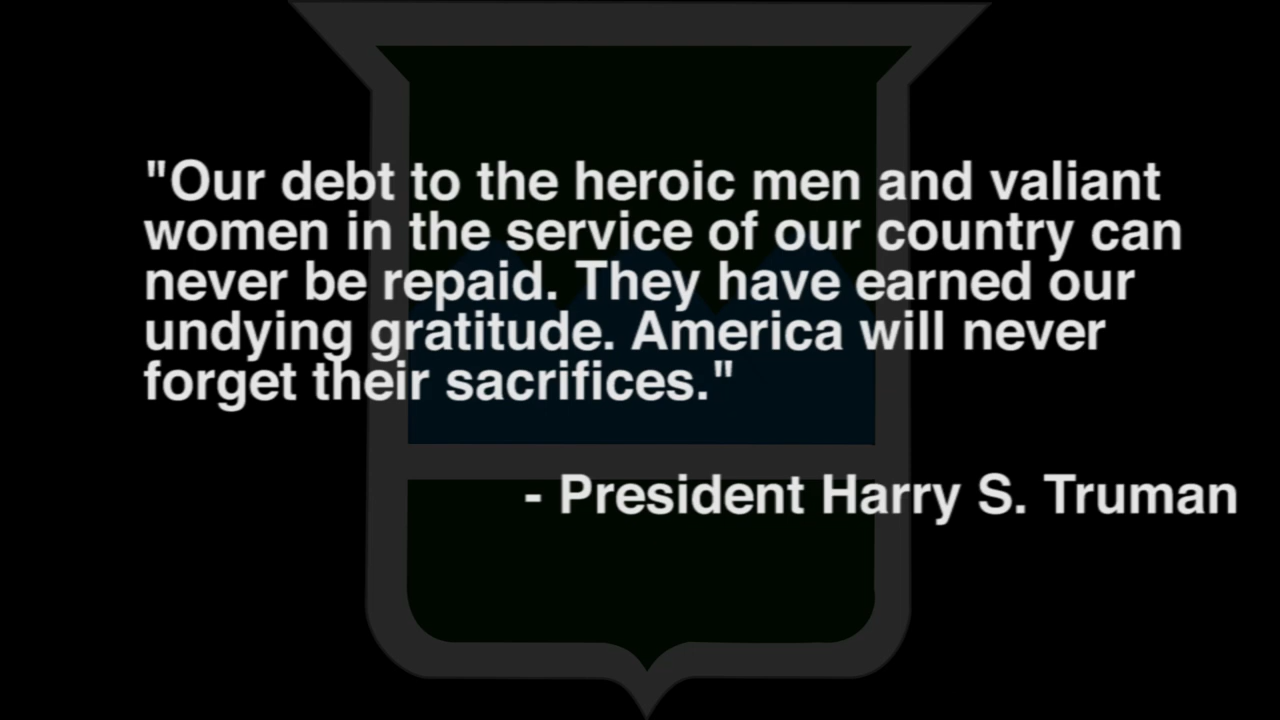 "Our debt to the heroic men and valiant
women in the service of our country can
never be repaid. They have earned our
undying gratitude. America will never
forget their sacrifices."
- President Harry S. Truman